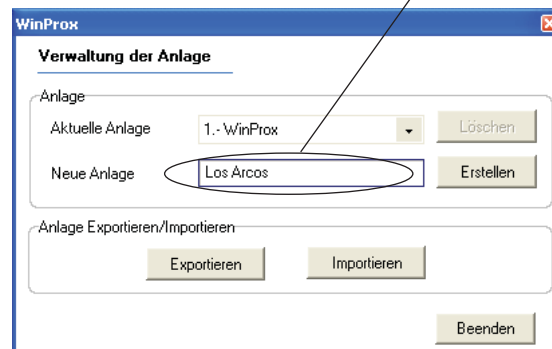 WinProx
Verwaltung der Anlage
Anlage
Aktuelle Anlage 1.- WinProx Löschen
Neue Anlage Los Arcos Erstellen
Anlage Exportieren/Importieren
Exportieren Importieren
Beenden